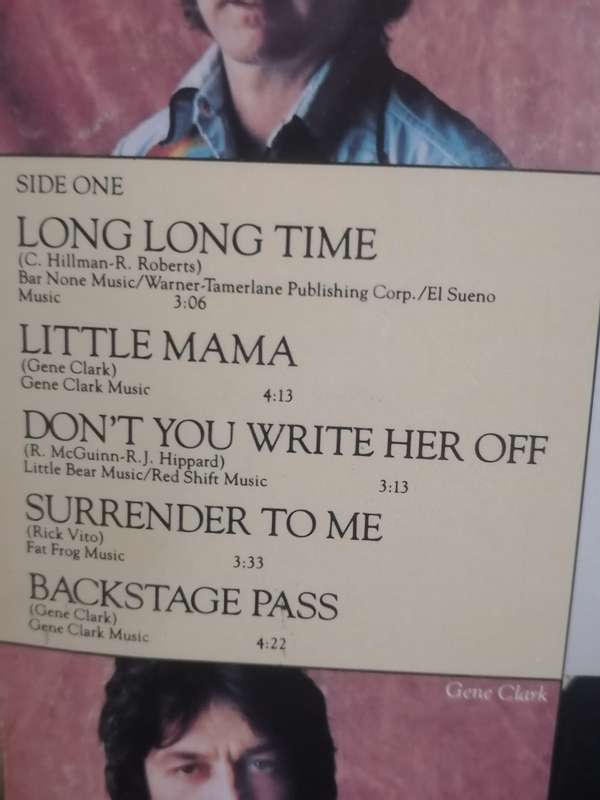 SIDE ONE
LONG LONG TIME
(C. Hillman-R. Roberts)
Bar None Music/Warner-Tamerlane Publishing Corp./El Sueno
Music 3:06
LITTLE MAMA
(Gene Clark)
Gene Clark Music 4:13
DON'T YOU WRITE HER OFF
(R. McGuinn-R.J. Hippard)
Little Bear Music/Red Shift Music 3:13
SURRENDER TO ME
(Rick Vito)
Fat Frog Music 3:33
BACKSTAGE PASS
(Gene Clark)
Gene Clark Music 4:22
Gene Clark